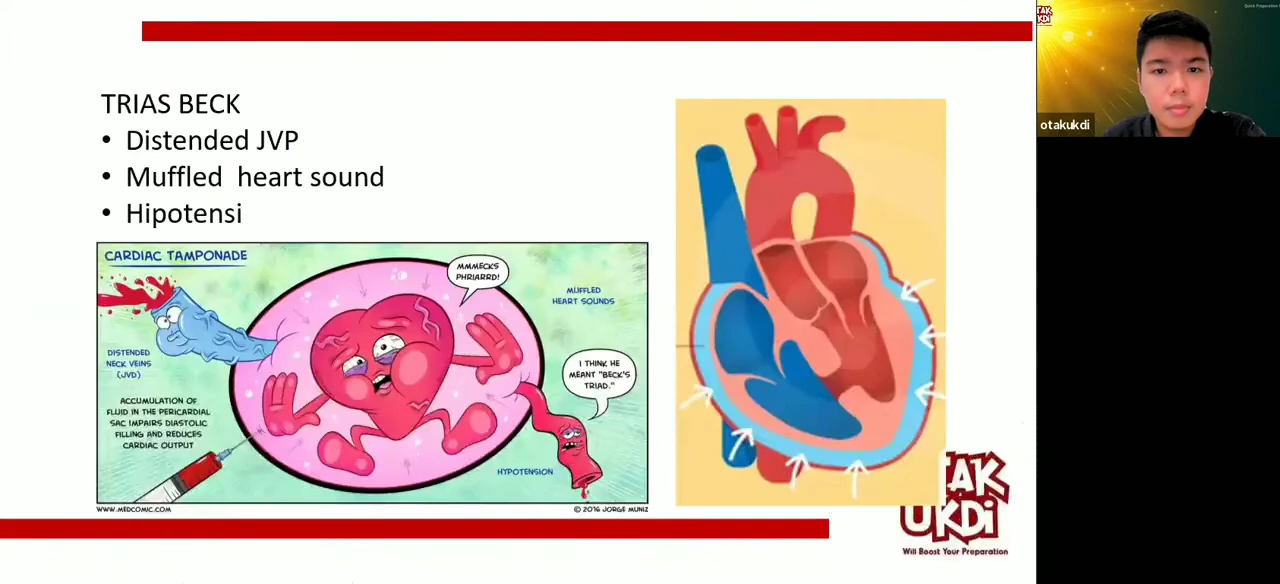 TRIAS BECK
• Distended JVP
• Muffled heart sound
• Hipotensi
CARDIAC TAMPONADE
MMMECKS
PHRIARRD!
MUFFLED
HEART SOUNDS
DISTENDED
NECK VEINS
(JVD)
I THINK HE
MEANT "BECK'S
TRIAD."
ACCUMULATION OF
FLUID IN THE PERICARDIAL
SAC IMPAIRS DIASTOLIC
FILLING AND REDUCES
CARDIAC OUTPUT
HYPOTENSION
WWW.MEDCOMIC.COM
© 2016 JORGE MUNIZ
TAK
UKDi
Will Boost Your Preparation
TAK
UKDi
otakukdi